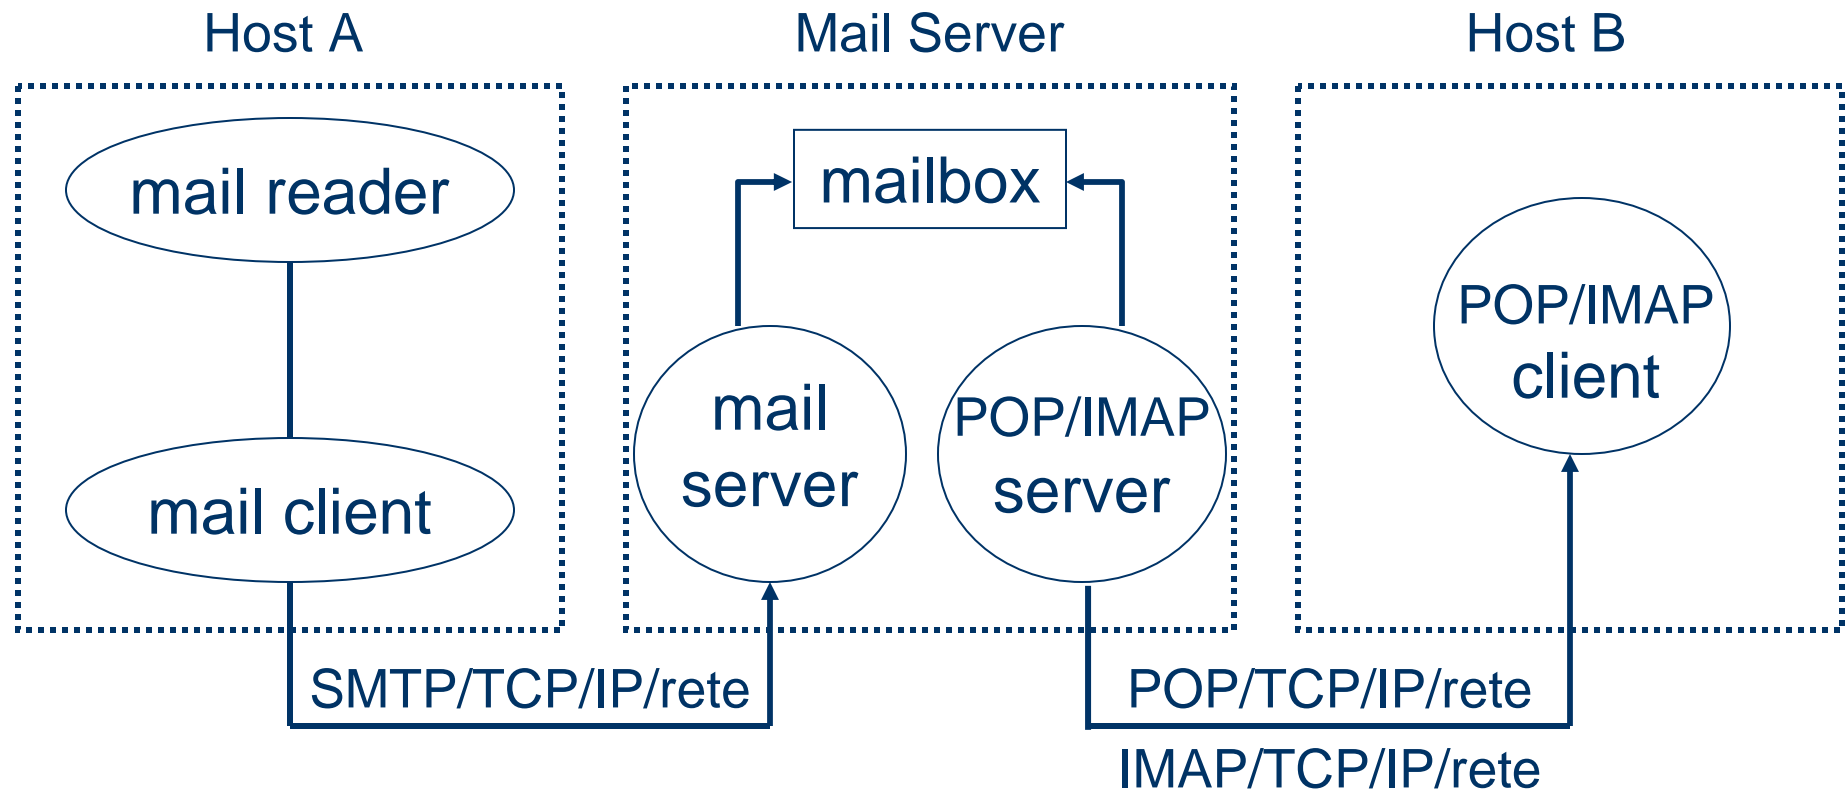 Host A
Mail Server
Host B
mail reader
mailbox
mail client
mail
server
POP/IMAP
server
POP/IMAP
client
SMTP/TCP/IP/rete
POP/TCP/IP/rete
IMAP/TCP/IP/rete